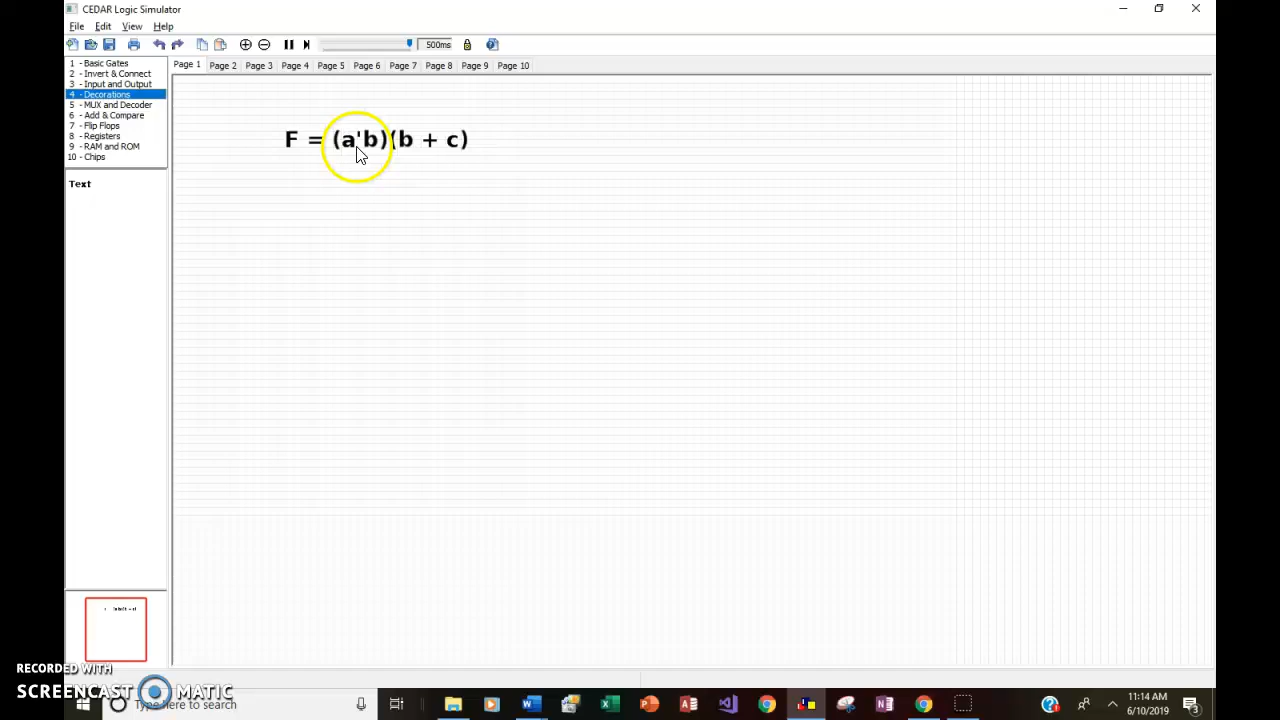 CEDAR Logic Simulator
File Edit View Help
500ms
1 - Basic Gates
2 - Invert & Connect
3 - Input and Output
4 - Decorations
5 - MUX and Decoder
6 - Add & Compare
7 - Flip Flops
8 - Registers
9 - RAM and ROM
10 - Chips
Page 1 Page 2 Page 3 Page 4 Page 5 Page 6 Page 7 Page 8 Page 9 Page 10
Text
F = (a'b)(b + c)
RECORDED WITH
SCREENCAST MATIC
Type here to search
11:14 AM
6/10/2019